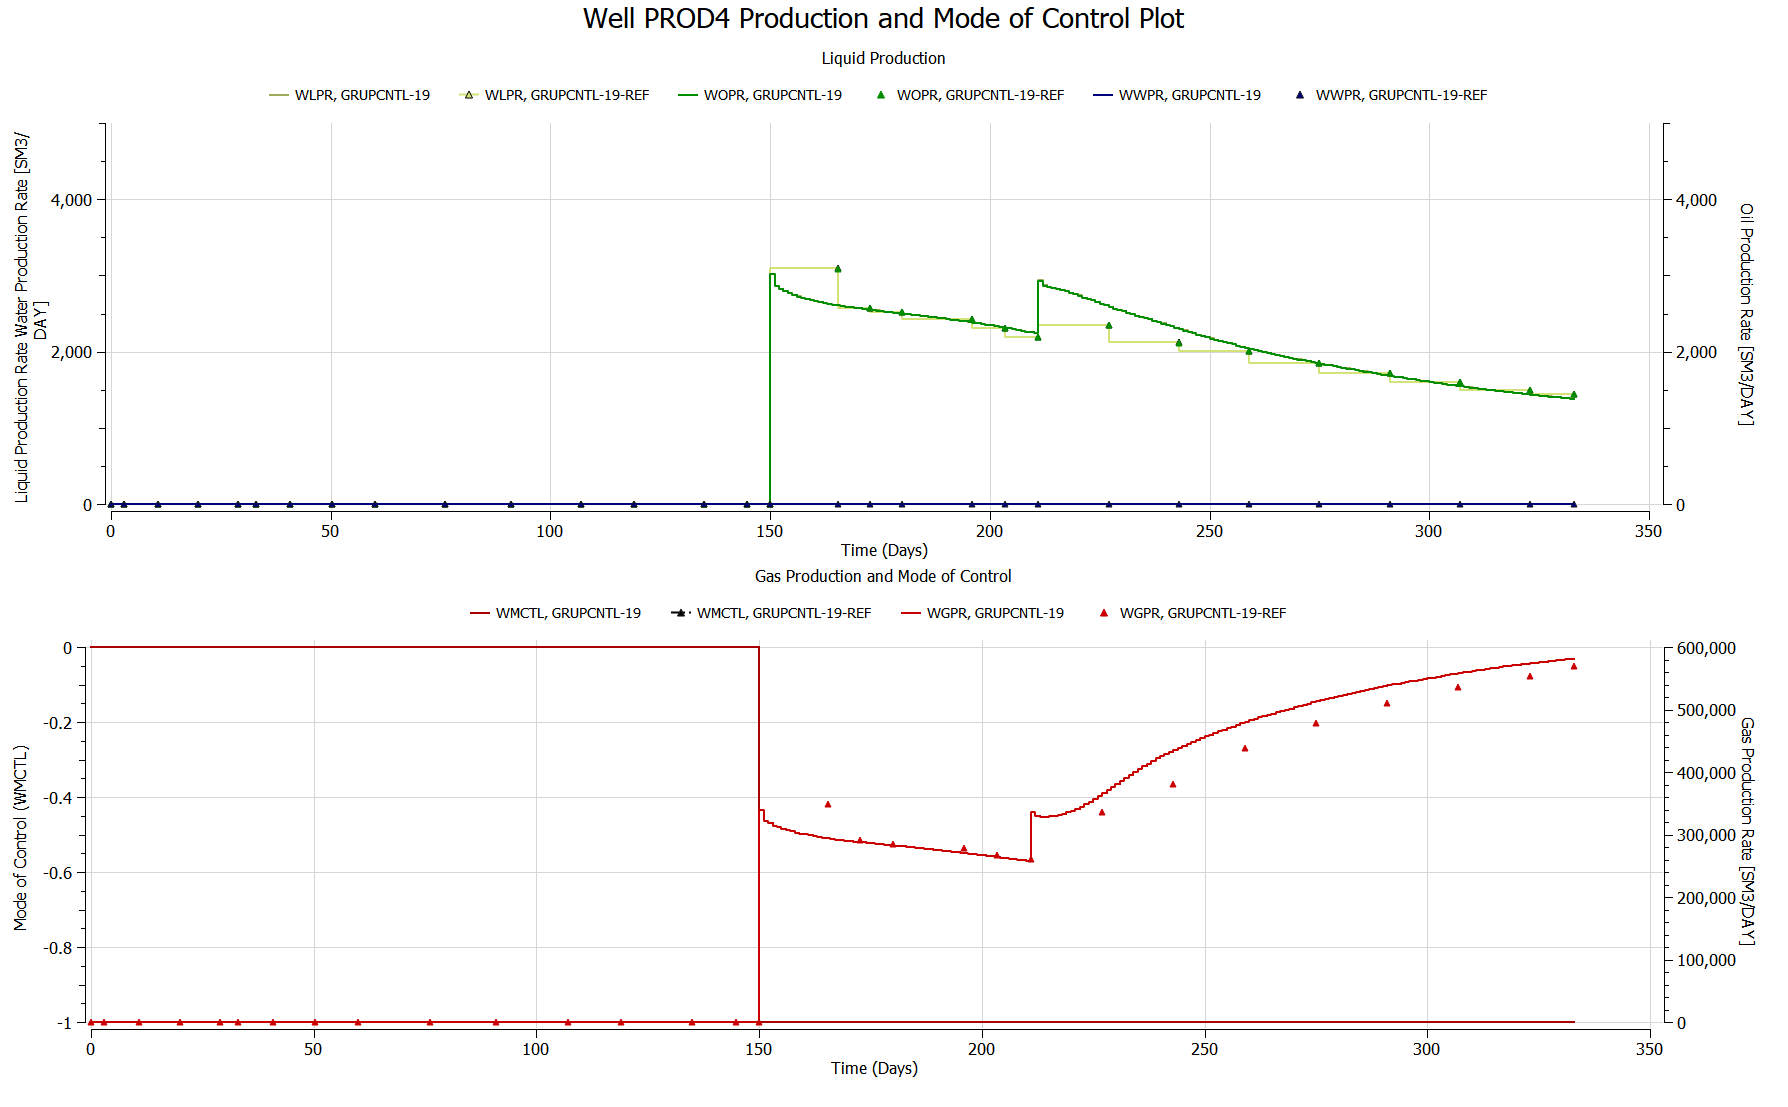 Well PROD4 Production and Mode of Control Plot
Liquid Production
WLPR, GRUPCNTL-19 WLPR, GRUPCNTL-19-REF WOPR, GRUPCNTL-19 WOPR, GRUPCNTL-19-REF WWPR, GRUPCNTL-19 WWPR, GRUPCNTL-19-REF
Liquid Production Rate Water Production Rate [SM3/
DAY]
4,000
2,000
0
4,000
2,000
0
Oil Production Rate [SM3/DAY]
0 50 100 150 200 250 300 350
Time (Days)
Gas Production and Mode of Control
WMCTL, GRUPCNTL-19 WMCTL, GRUPCNTL-19-REF WGPR, GRUPCNTL-19 WGPR, GRUPCNTL-19-REF
Mode of Control (WMCTL)
0
-0.2
-0.4
-0.6
-0.8
-1
600,000
500,000
400,000
300,000
200,000
100,000
0
Gas Production Rate [SM3/DAY]
0 50 100 150 200 250 300 350
Time (Days)